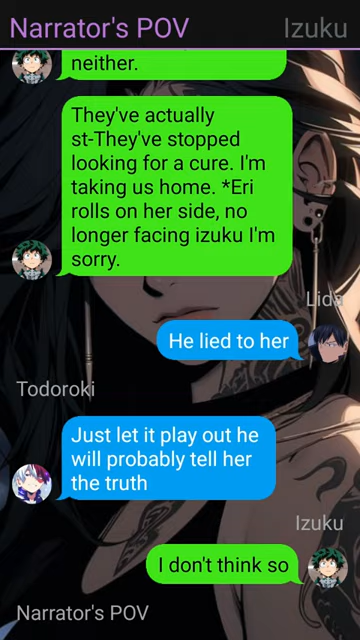 Narrator's POV Izuku
neither.
They've actually
st-They've stopped
looking for a cure. I'm
taking us home. *Eri
rolls on her side, no
longer facing izuku I'm
sorry.
Lida
He lied to her
Todoroki
Just let it play out he
will probably tell her
the truth
Izuku
I don't think so
Narrator's POV